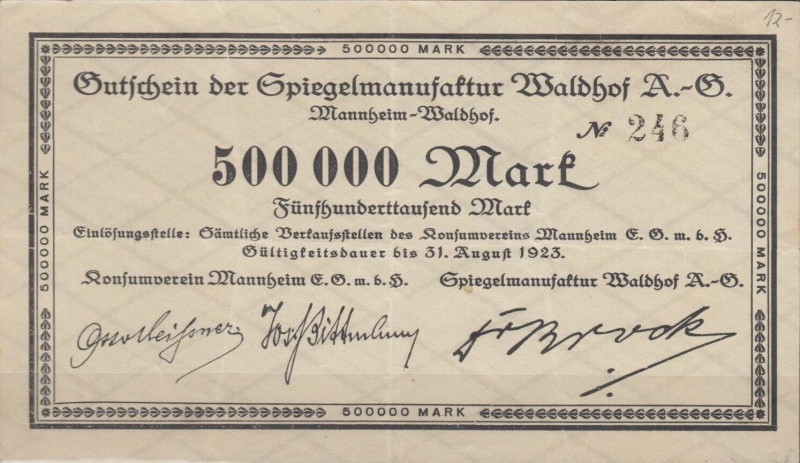 12.-
500000 MARK
Gutschein der Spiegelmanufaktur Waldhof A.-G.
Mannheim-Waldhof.
№ 246
500 000 Mark
Fünfhunderttausend Mark
Einlösungsstelle: Sämtliche Verkaufsstellen des Konsumvereins Mannheim E. G. m. b. H.
Gültigkeitsdauer bis 31. August 1923.
Konsumverein Mannheim E. G. m. b. H.
Spiegelmanufaktur Waldhof A.-G.
500000 MARK
500000 MARK
500000 MARK